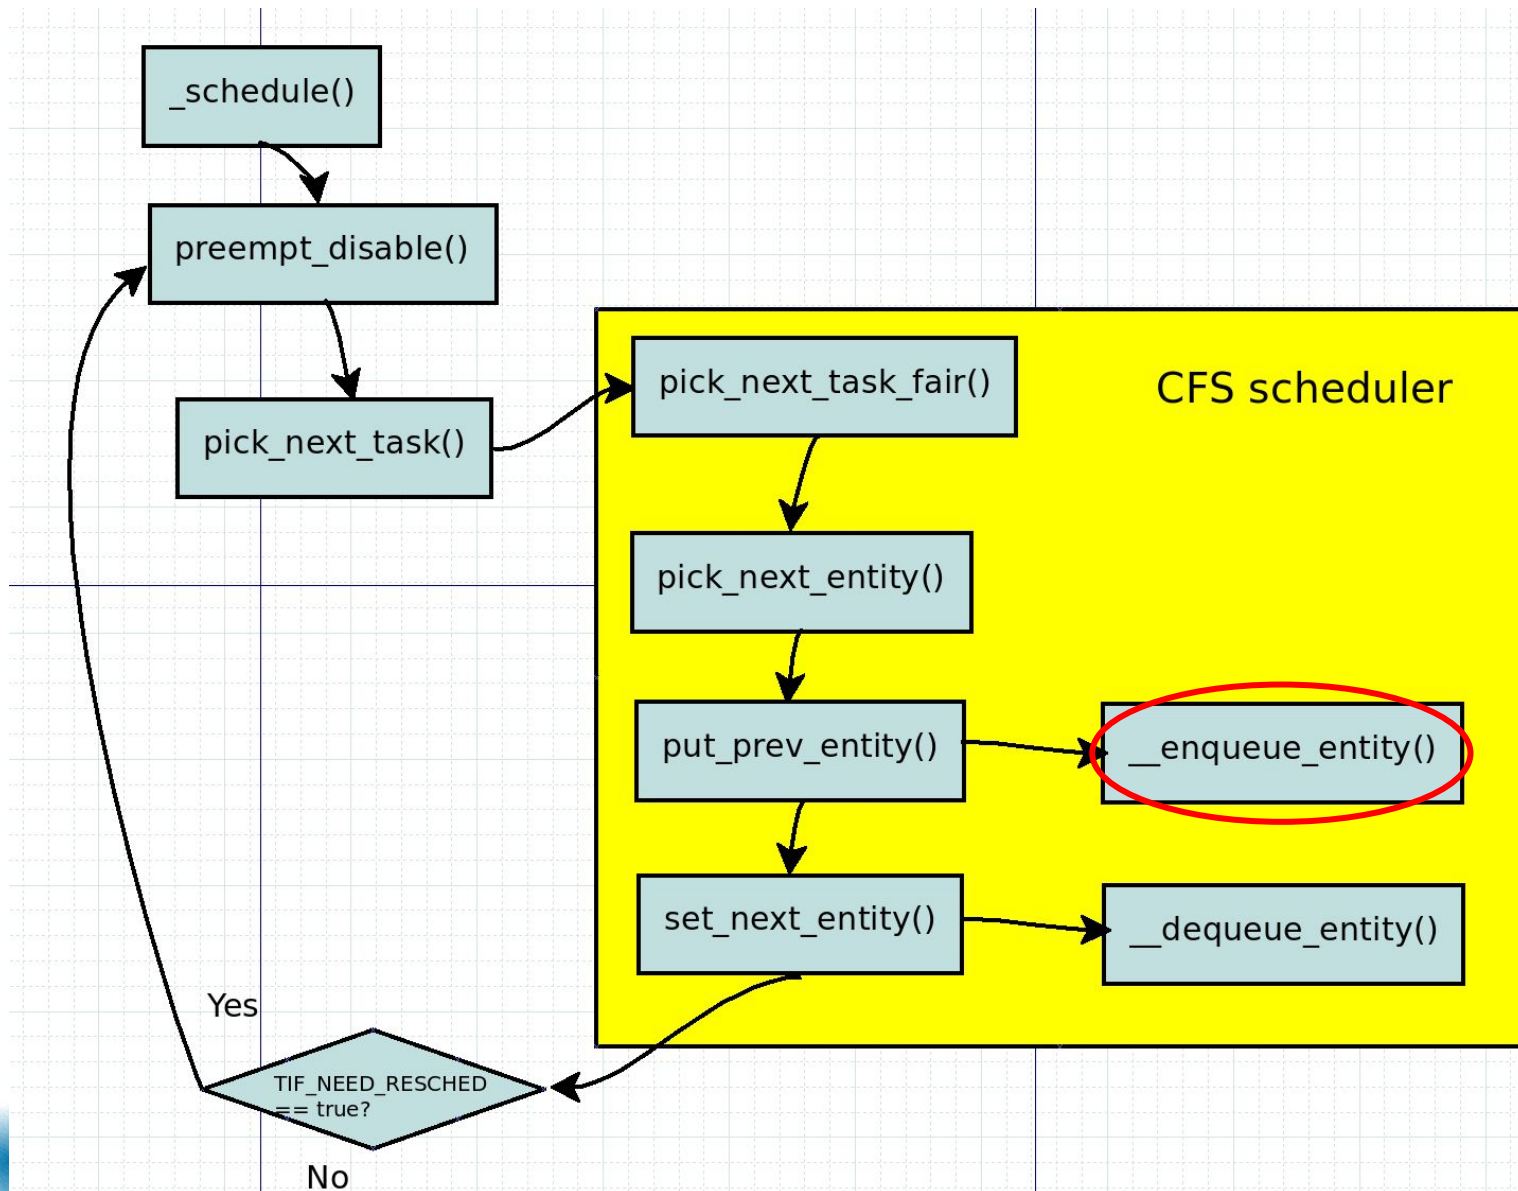 _schedule()
preempt_disable()
pick_next_task()
pick_next_task_fair()
CFS scheduler
pick_next_entity()
put_prev_entity()
__enqueue_entity()
set_next_entity()
__dequeue_entity()
Yes
TIF_NEED_RESCHED
== true?
No